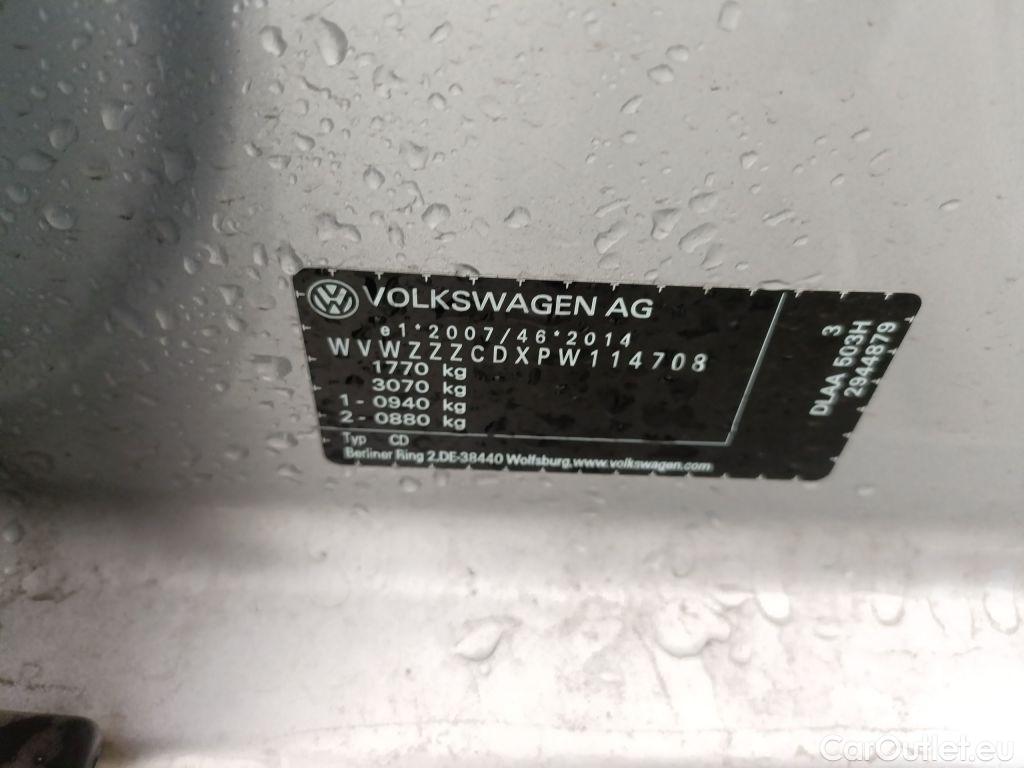 VOLKSWAGEN AG
e1*2007/46*2014
WVWZZZCDXPW114708
1770 kg
3070 kg
1 - 0940 kg
2 - 0880 kg
Typ CD
Berliner Ring 2,DE-38440 Wolfsburg,www.volkswagen.com
3
DLAA 503H
2944879
CarOutlet.eu